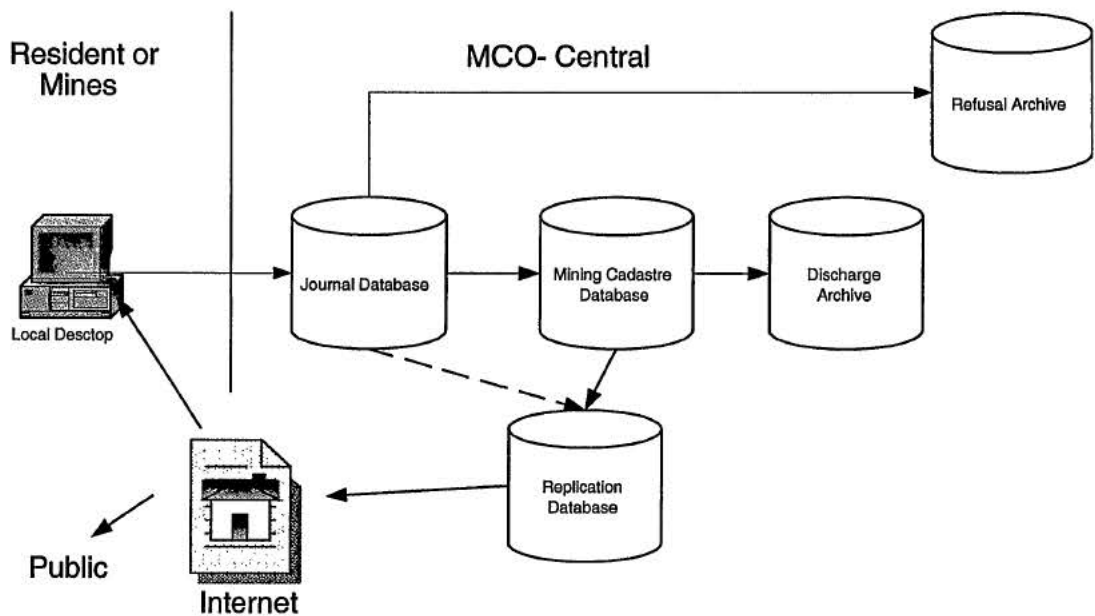 Resident or
Mines
MCO- Central
Refusal Archive
Journal Database
Mining Cadastre
Database
Discharge
Archive
Local Desctop
Replication
Database
Public
Internet